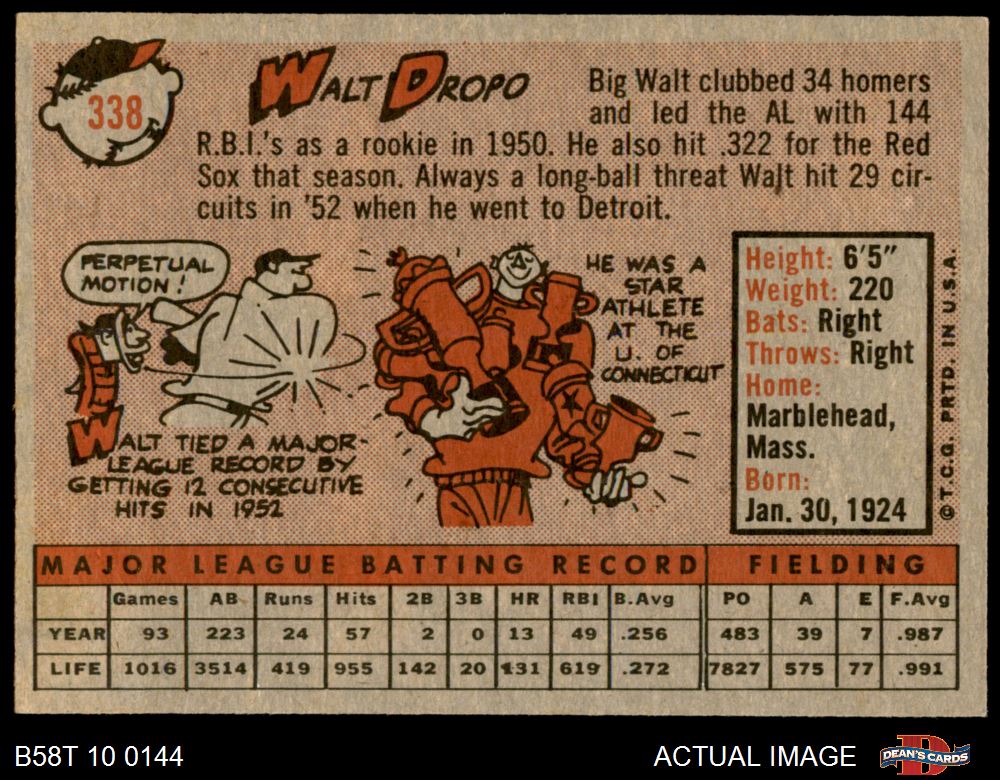 338
WALT DROPO
Big Walt clubbed 34 homers
and led the AL with 144
R.B.I.'s as a rookie in 1950. He also hit .322 for the Red
Sox that season. Always a long-ball threat Walt hit 29 cir-
cuits in '52 when he went to Detroit.
PERPETUAL
MOTION!
WALT TIED A MAJOR-
LEAGUE RECORD BY
GETTING 12 CONSECUTIVE
HITS IN 1952
HE WAS A
STAR
ATHLETE
AT THE
U. OF
CONNECTICUT
Height: 6'5"
Weight: 220
Bats: Right
Throws: Right
Home:
Marblehead,
Mass.
Born:
Jan. 30, 1924
© T.C.G. PRTD. IN U.S.A.
MAJOR LEAGUE BATTING RECORD FIELDING
Games AB Runs Hits 2B 3B HR RBI B.Avg PO A E F.Avg
YEAR 93 223 24 57 2 0 13 49 .256 483 39 7 .987
LIFE 1016 3514 419 955 142 20 131 619 .272 7827 575 77 .991
B58T 10 0144 ACTUAL IMAGE DEAN'S CARDS